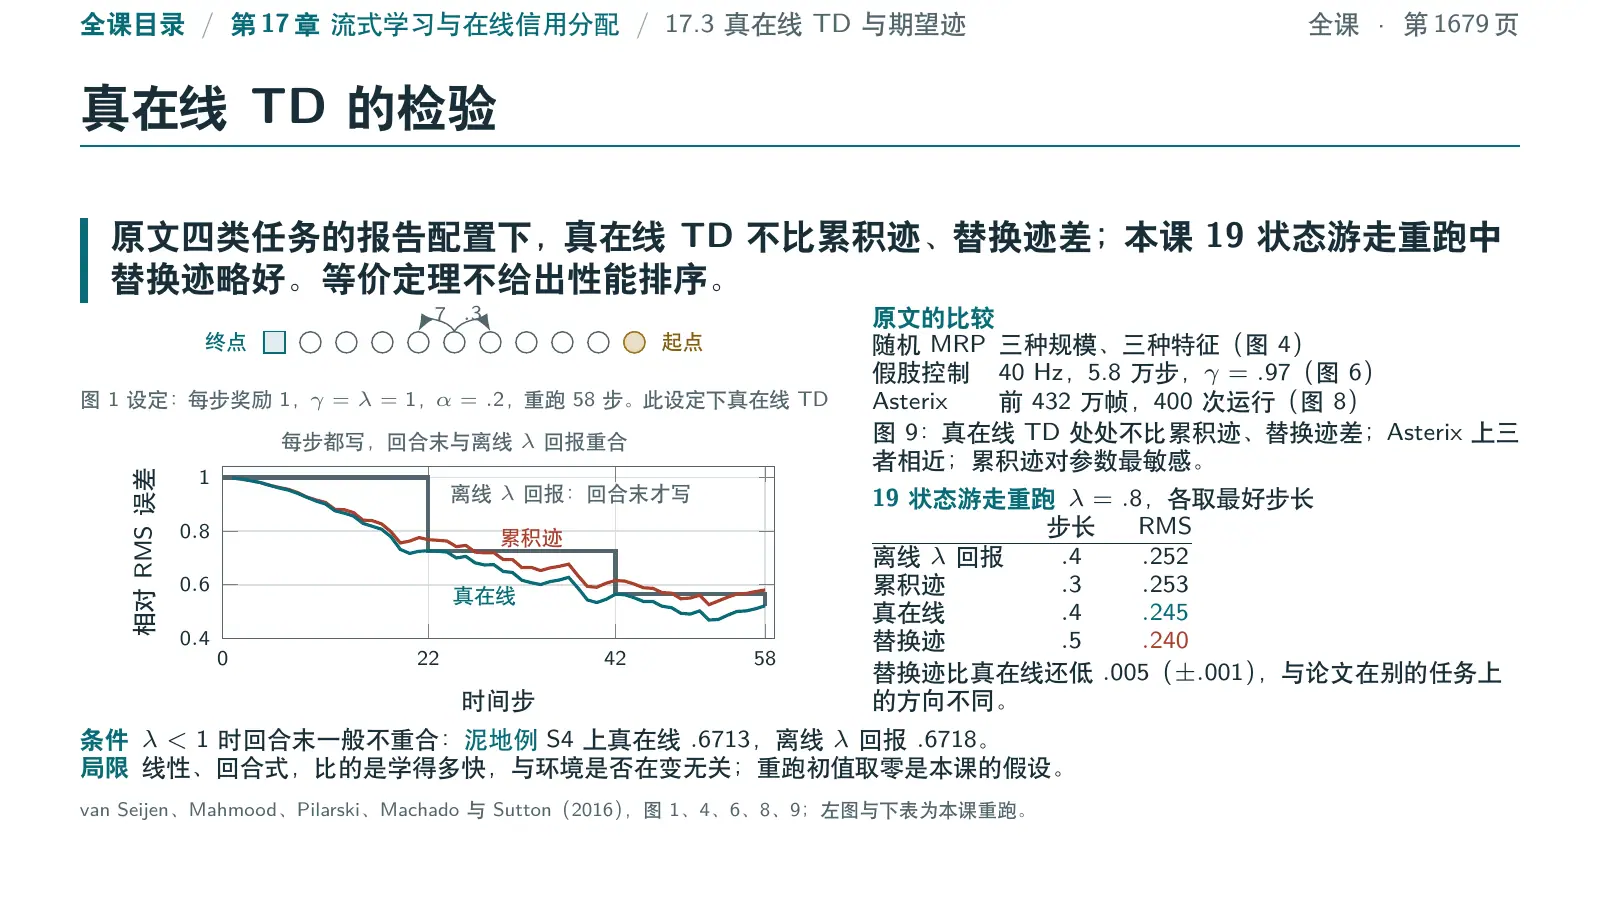 全课目录 / 第 17 章 流式学习与在线信用分配 / 17.3 真在线 TD 与期望迹
全课 · 第 1679 页
真在线 TD 的检验
原文四类任务的报告配置下，真在线 TD 不比累积迹、替换迹差；本课 19 状态游走重跑中
替换迹略好。等价定理不给出性能排序。
.7 .3
终点
起点
图 1 设定：每步奖励 1，γ = λ = 1，α = .2，重跑 58 步。此设定下真在线 TD
每步都写，回合末与离线 λ 回报重合
相对 RMS 误差
1
0.8
0.6
0.4
离线 λ 回报：回合末才写
累积迹
真在线
0 22 42 58
时间步
原文的比较
随机 MRP 三种规模、三种特征（图 4）
假肢控制 40 Hz，5.8 万步，γ = .97（图 6）
Asterix 前 432 万帧，400 次运行（图 8）
图 9：真在线 TD 处处不比累积迹、替换迹差；Asterix 上三
者相近；累积迹对参数最敏感。
19 状态游走重跑 λ = .8，各取最好步长
步长 RMS
离线 λ 回报 .4 .252
累积迹 .3 .253
真在线 .4 .245
替换迹 .5 .240
替换迹比真在线还低 .005（±.001），与论文在别的任务上
的方向不同。
条件 λ < 1 时回合末一般不重合：泥地例 S4 上真在线 .6713，离线 λ 回报 .6718。
局限 线性、回合式，比的是学得多快，与环境是否在变无关；重跑初值取零是本课的假设。
van Seijen、Mahmood、Pilarski、Machado 与 Sutton（2016），图 1、4、6、8、9；左图与下表为本课重跑。